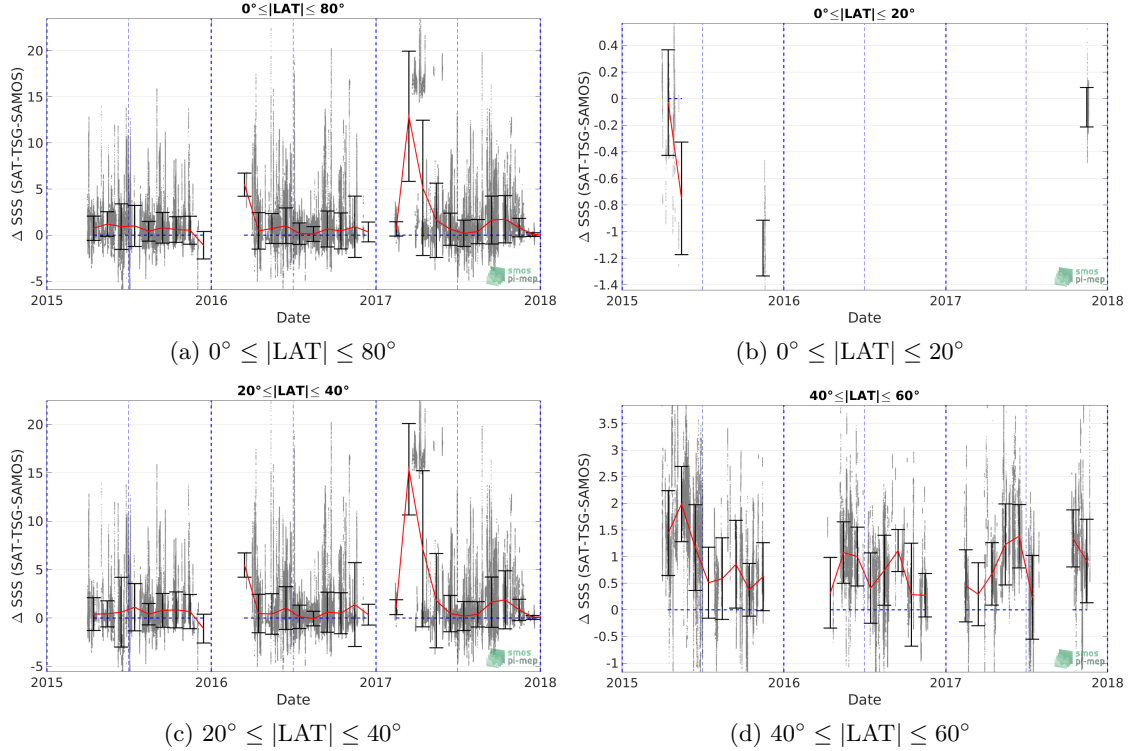 0°≤|LAT|≤ 80°
Δ SSS (SAT-TSG-SAMOS)
20
15
10
5
0
-5
2015
2016
2017
2018
Date
smos
pi-mep
(a) 0° ≤ |LAT| ≤ 80°
0°≤|LAT|≤ 20°
Δ SSS (SAT-TSG-SAMOS)
0.4
0.2
0
-0.2
-0.4
-0.6
-0.8
-1
-1.2
-1.4
2015
2016
2017
2018
Date
smos
pi-mep
(b) 0° ≤ |LAT| ≤ 20°
20°≤|LAT|≤ 40°
Δ SSS (SAT-TSG-SAMOS)
20
15
10
5
0
-5
2015
2016
2017
2018
Date
smos
pi-mep
(c) 20° ≤ |LAT| ≤ 40°
40°≤|LAT|≤ 60°
Δ SSS (SAT-TSG-SAMOS)
3.5
3
2.5
2
1.5
1
0.5
0
-0.5
-1
2015
2016
2017
2018
Date
smos
pi-mep
(d) 40° ≤ |LAT| ≤ 60°